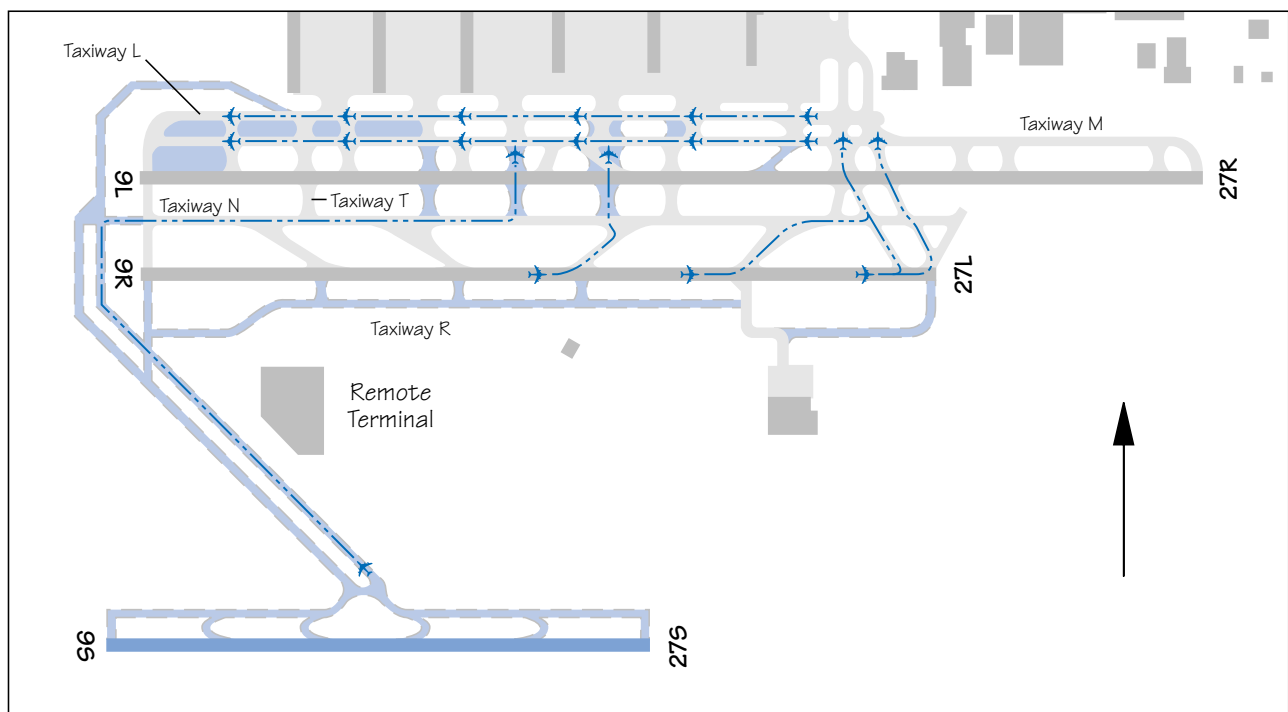 Taxiway L
Taxiway M
9L
27R
Taxiway N
Taxiway T
9R
27L
Taxiway R
Remote
Terminal
9S
27S